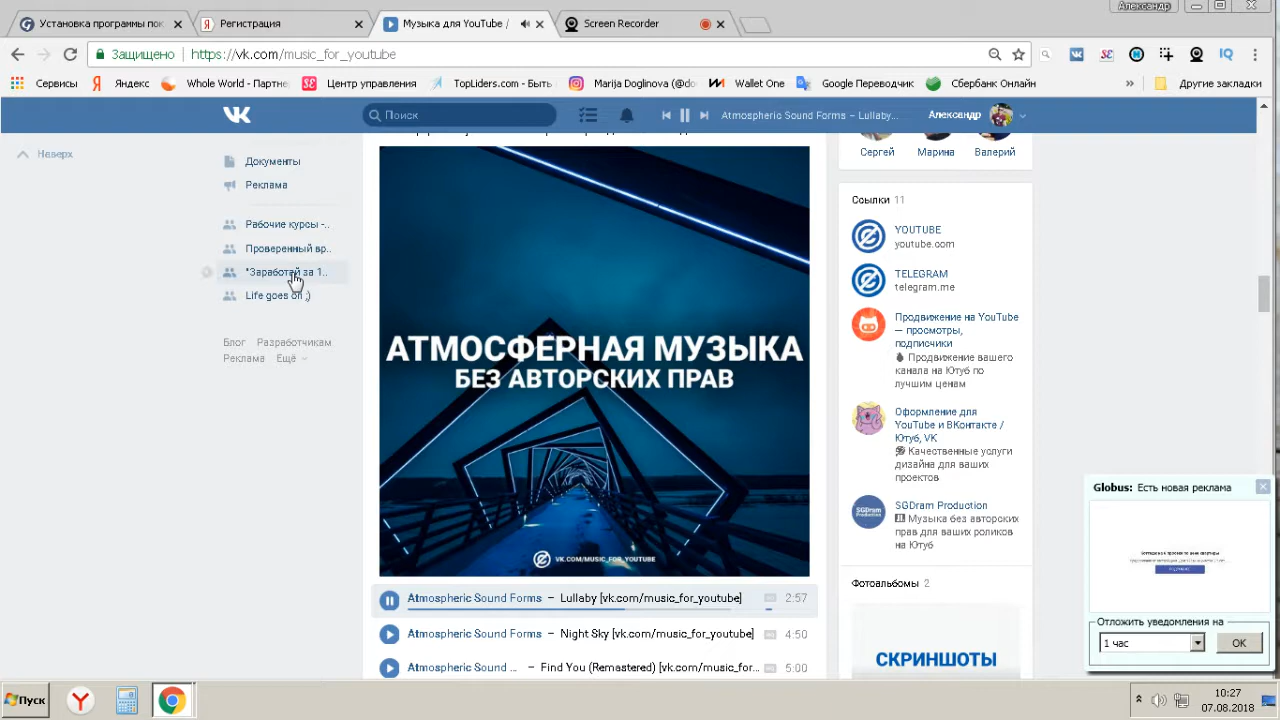 Александр
Установка программы пок
Регистрация
Музыка для YouTube /
Screen Recorder
Защищено
https://vk.com/music_for_youtube
Сервисы
Яндекс
Whole World - Партне
Центр управления
TopLiders.com - Быть
Marija Doglinova (@do
Wallet One
Google Переводчик
Сбербанк Онлайн
»
Другие закладки
Поиск
Atmospheric Sound Forms – Lullaby...
Александр
Наверх
Документы
Реклама
Рабочие курсы -..
Проверенный вр..
"Заработай за 1..
Life goes on ;)
Блог Разработчикам
Реклама Ещё
АТМОСФЕРНАЯ МУЗЫКА
БЕЗ АВТОРСКИХ ПРАВ
VK.COM/MUSIC_FOR_YOUTUBE
Atmospheric Sound Forms – Lullaby [vk.com/music_for_youtube] 2:57
Atmospheric Sound Forms – Night Sky [vk.com/music_for_youtube] 4:50
Atmospheric Sound ... – Find You (Remastered) [vk.com/music_for... 5:00
Сергей Марина Валерий
Ссылки 11
YOUTUBE
youtube.com
TELEGRAM
telegram.me
Продвижение на YouTube
— просмотры,
подписчики
Продвижение вашего
канала на Ютуб по
лучшим ценам
Оформление для
YouTube и ВКонтакте /
Ютуб, VK
Качественные услуги
дизайна для ваших
проектов
SGDram Production
Музыка без авторских
прав для ваших роликов
на Ютуб
Фотоальбомы 2
СКРИНШОТЫ
Globus: Есть новая реклама
Отложить уведомления на
1 час
OK
Пуск
10:27
07.08.2018